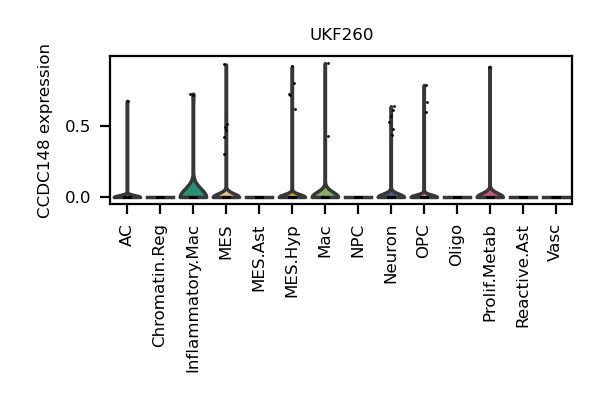 UKF260
CCDC148 expression
0.5
0.0
AC
Chromatin.Reg
Inflammatory.Mac
MES
MES.Ast
MES.Hyp
Mac
NPC
Neuron
OPC
Oligo
Prolif.Metab
Reactive.Ast
Vasc